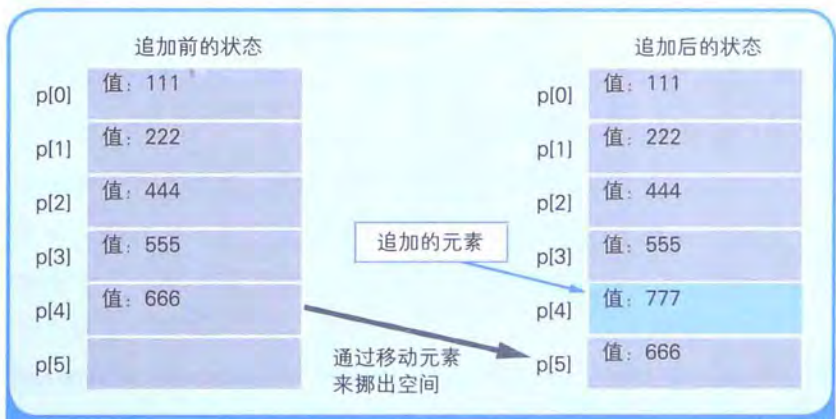 追加前的状态
p[0] 值：111
p[1] 值：222
p[2] 值：444
p[3] 值：555
p[4] 值：666
p[5]
追加的元素
通过移动元素
来挪出空间
追加后的状态
p[0] 值：111
p[1] 值：222
p[2] 值：444
p[3] 值：555
p[4] 值：777
p[5] 值：666